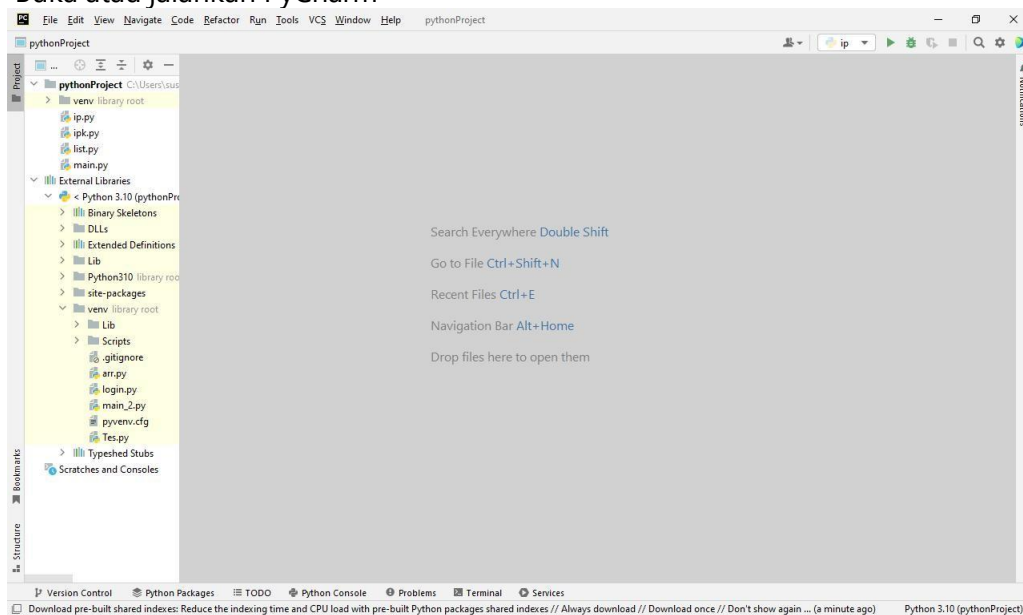 Buka atau jalankan PyCharm
PC File Edit View Navigate Code Refactor Run Tools VCS Window Help pythonProject
pythonProject
ip
Project
...
pythonProject C:\Users\sus
venv library root
ip.py
ipk.py
list.py
main.py
External Libraries
< Python 3.10 (pythonPro
Binary Skeletons
DLLs
Extended Definitions
Lib
Python310 library roo
site-packages
venv library root
Lib
Scripts
.gitignore
arr.py
login.py
main_2.py
pyvenv.cfg
Tes.py
Typeshed Stubs
Scratches and Consoles
Search Everywhere Double Shift
Go to File Ctrl+Shift+N
Recent Files Ctrl+E
Navigation Bar Alt+Home
Drop files here to open them
Notifications
Bookmarks
Structure
Version Control Python Packages TODO Python Console Problems Terminal Services
Download pre-built shared indexes: Reduce the indexing time and CPU load with pre-built Python packages shared indexes // Always download // Download once // Don't show again ... (a minute ago) Python 3.10 (pythonProject)